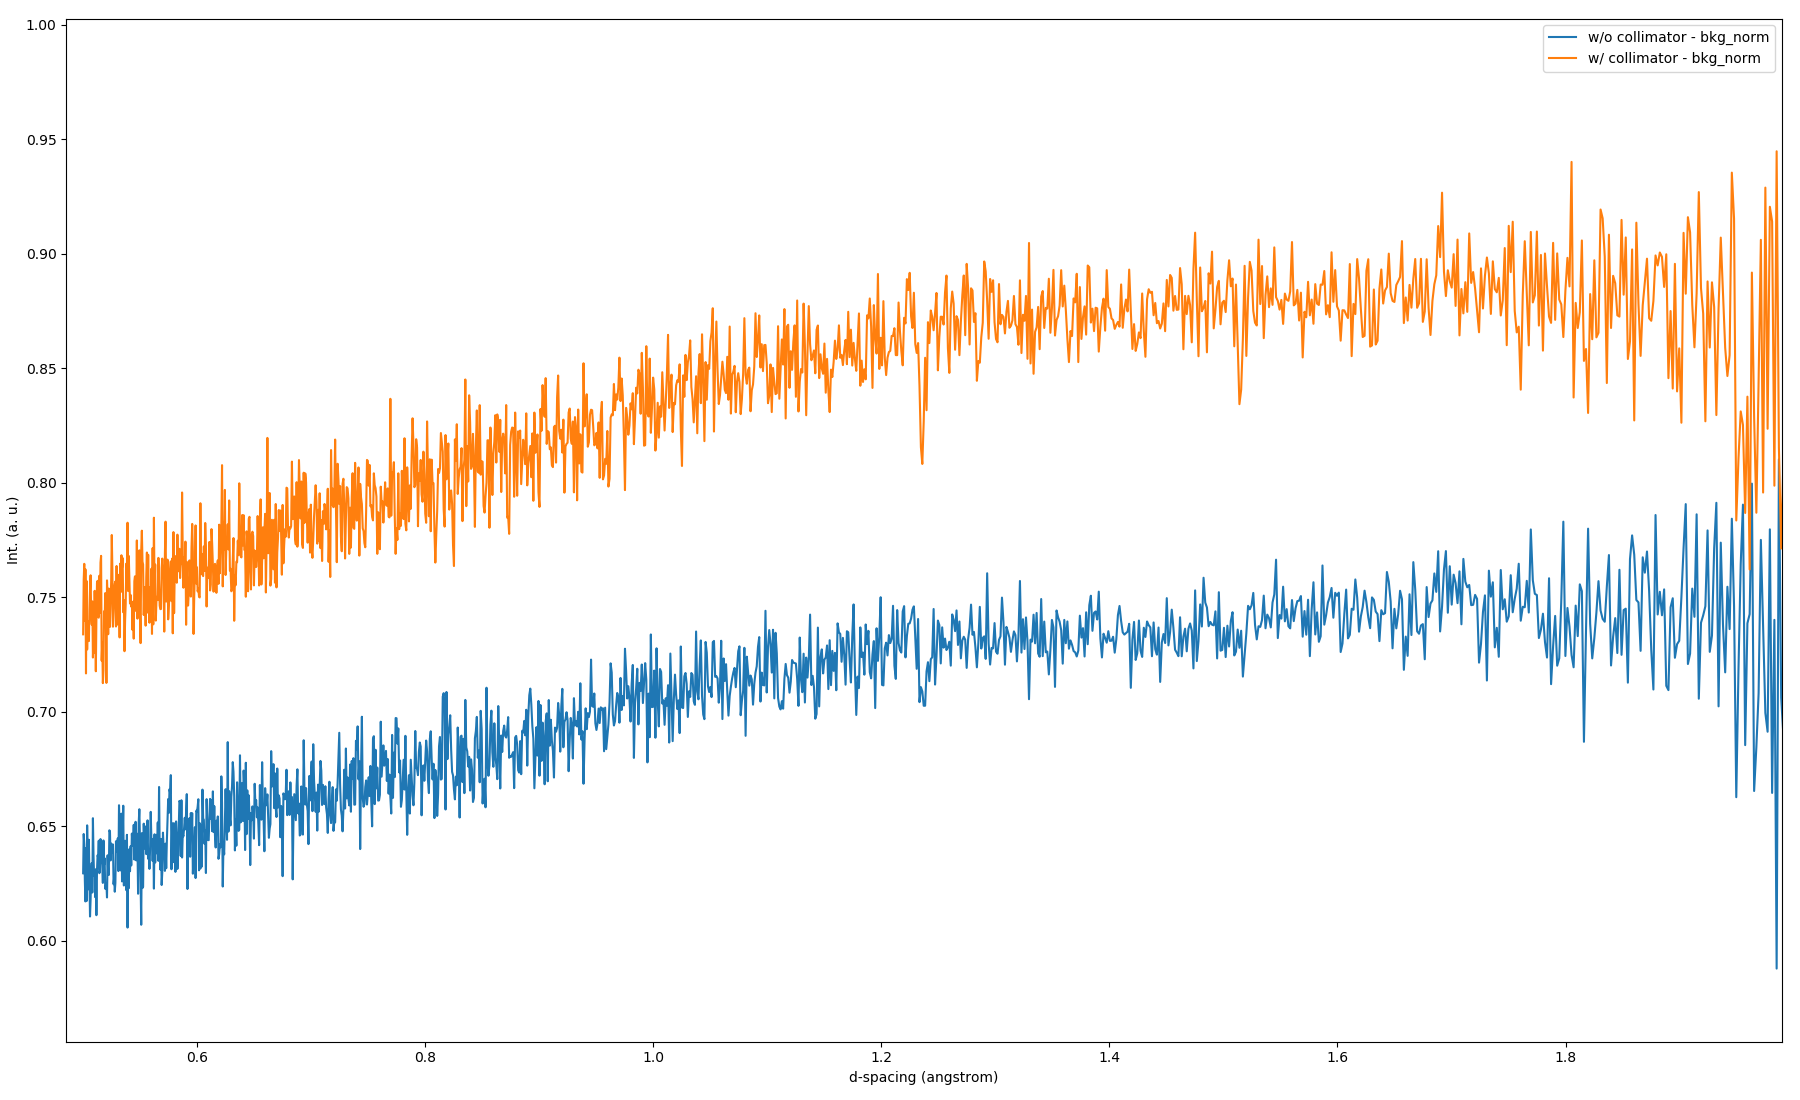 1.00
w/o collimator - bkg_norm
w/ collimator - bkg_norm
0.95
0.90
0.85
0.80
Int. (a. u.)
0.75
0.70
0.65
0.60
0.6 0.8 1.0 1.2 1.4 1.6 1.8
d-spacing (angstrom)